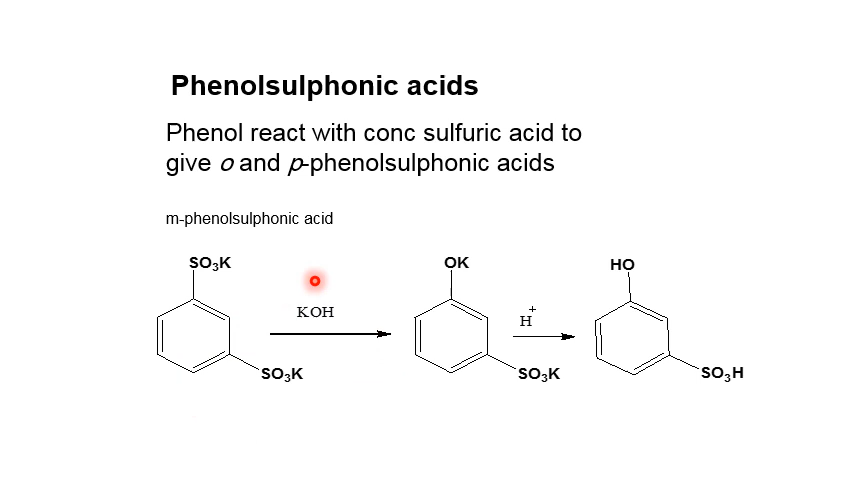 Phenolsulphonic acids
Phenol react with conc sulfuric acid to
give o and p-phenolsulphonic acids
m-phenolsulphonic acid
SO₃K
OK
HO
KOH
H⁺
SO₃K
SO₃K
SO₃H